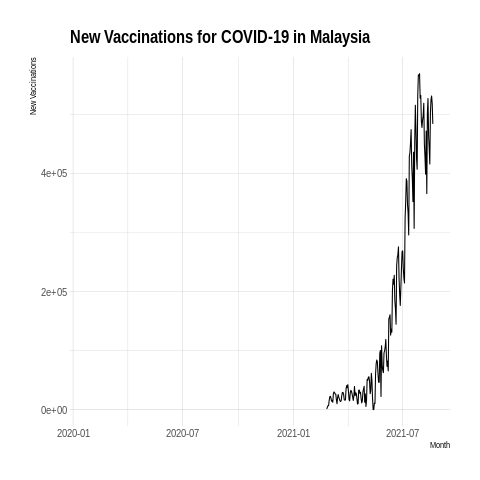 New Vaccinations for COVID-19 in Malaysia
New Vaccinations
4e+05
2e+05
0e+00
2020-01
2020-07
2021-01
2021-07
Month